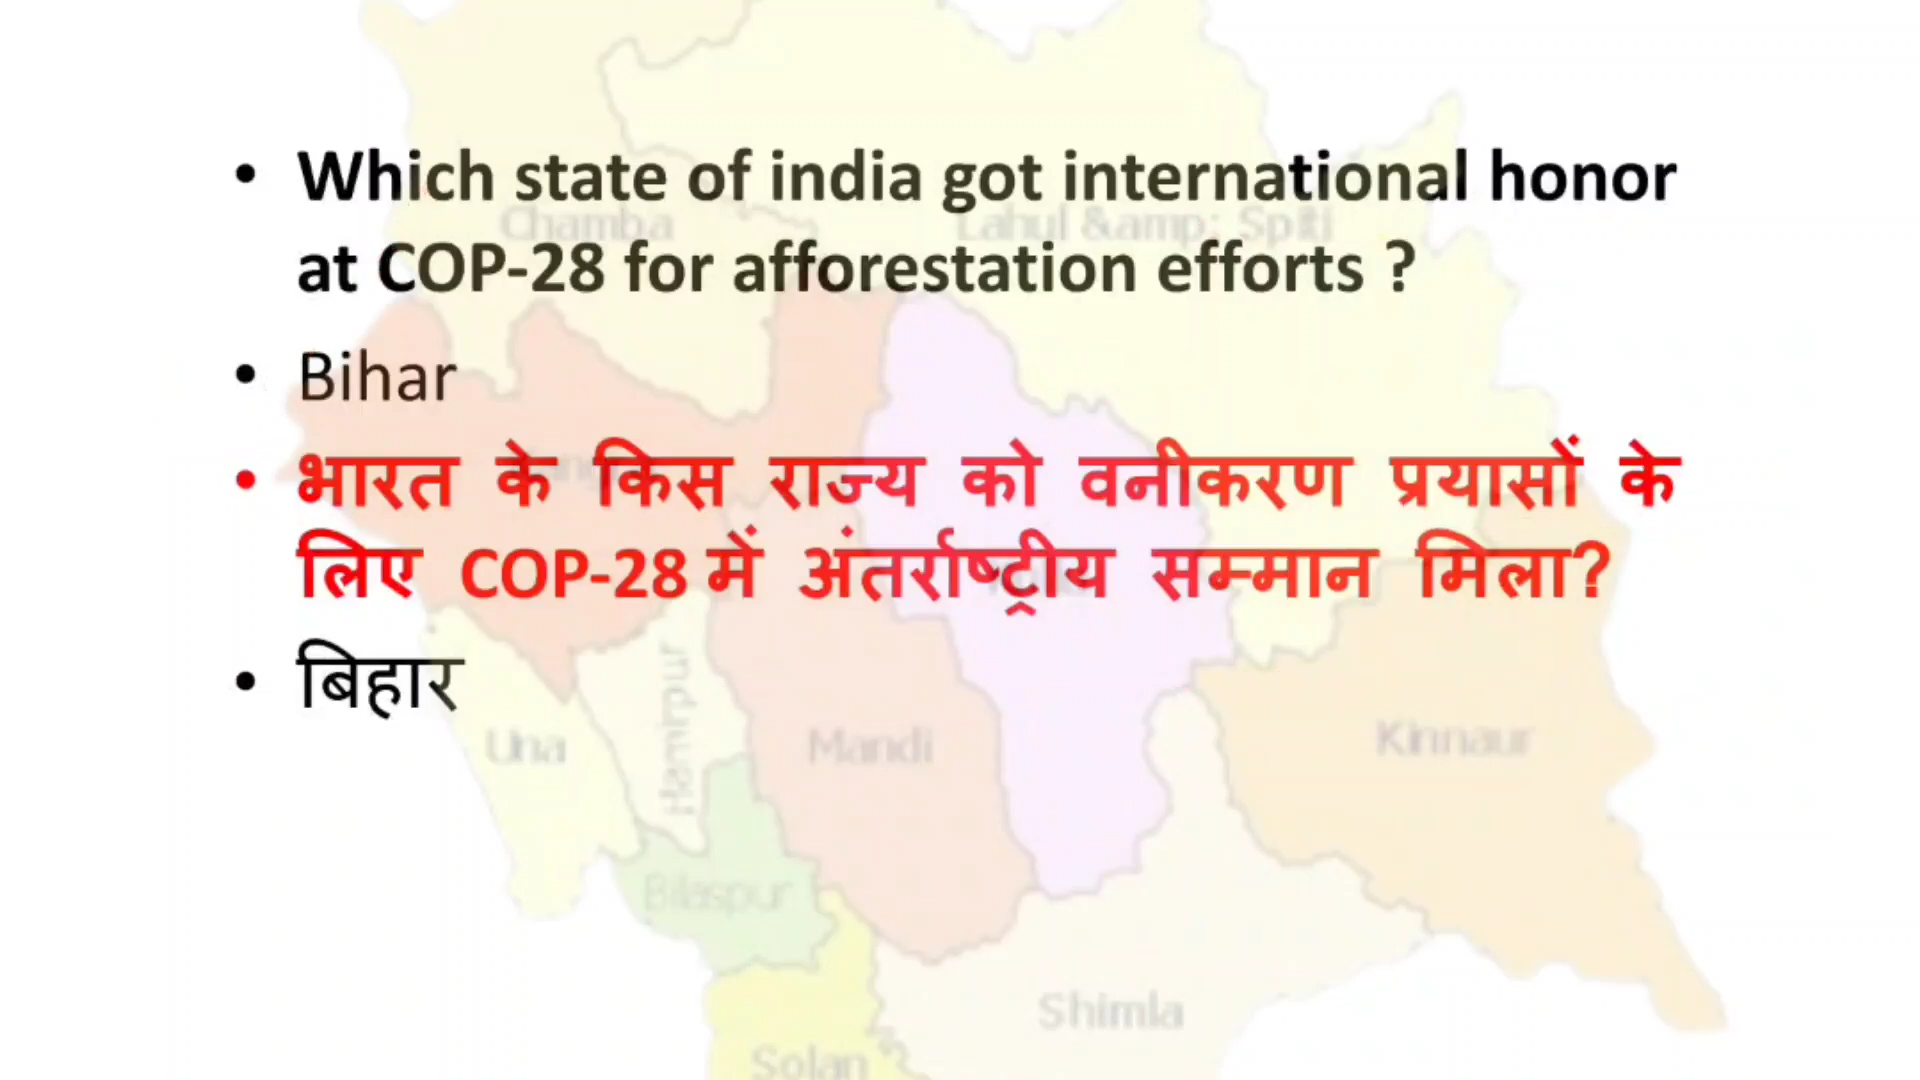 • Which state of india got international honor
at COP-28 for afforestation efforts ?
• Bihar
• भारत के किस राज्य को वनीकरण प्रयासों के
लिए COP-28 में अंतर्राष्ट्रीय सम्मान मिला?
• बिहार
Chamba
Lahul &amp; Spiti
Una
Hamirpur
Mandi
Kinnaur
Bilaspur
Shimla
Solan